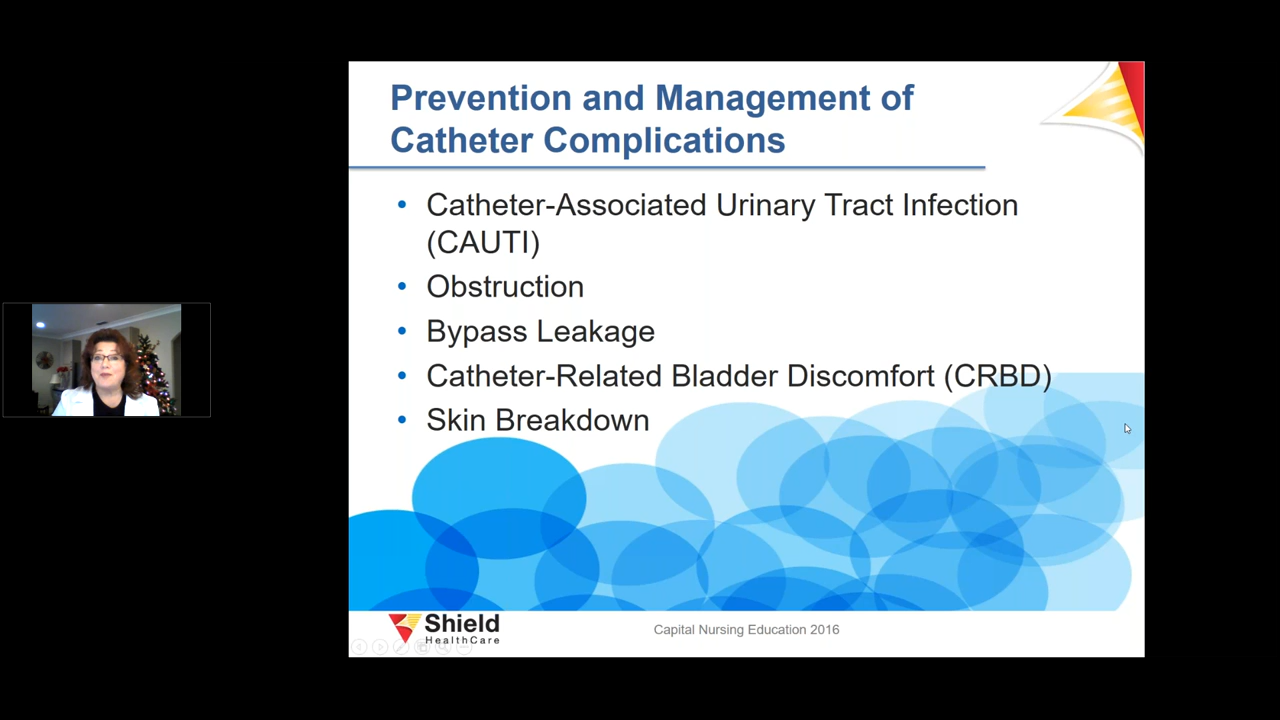 Prevention and Management of
Catheter Complications
• Catheter-Associated Urinary Tract Infection
(CAUTI)
• Obstruction
• Bypass Leakage
• Catheter-Related Bladder Discomfort (CRBD)
• Skin Breakdown
Shield
HealthCare
Capital Nursing Education 2016